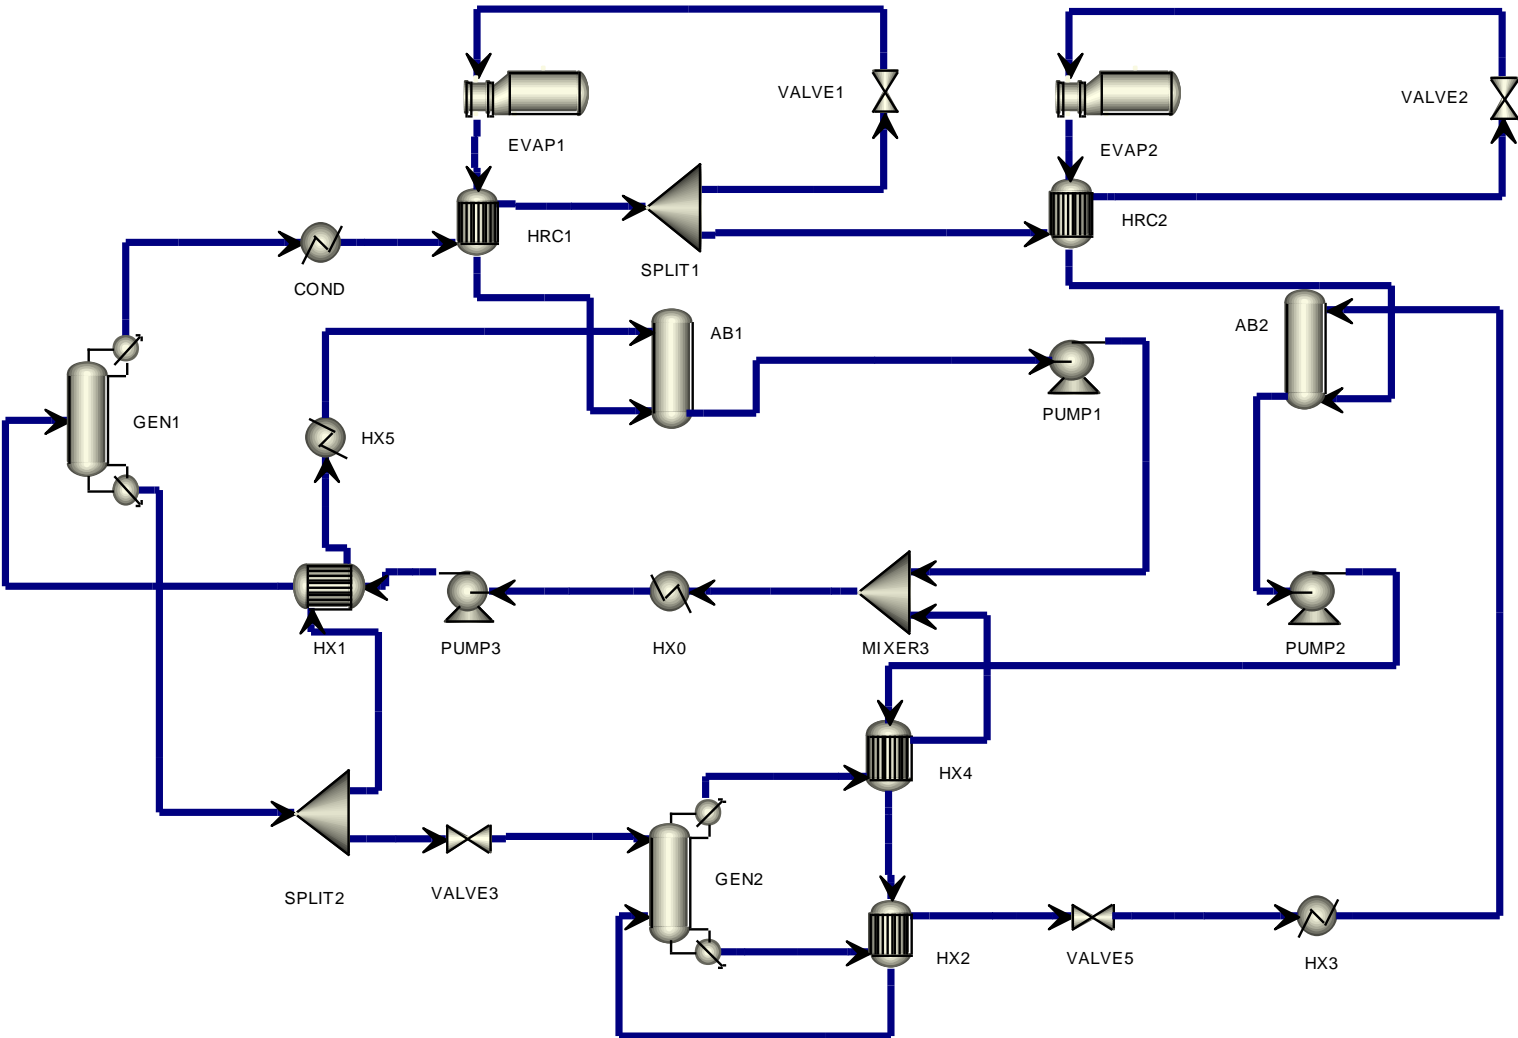 VALVE1
VALVE2
EVAP1
EVAP2
HRC2
HRC1
SPLIT1
COND
AB1
AB2
PUMP1
GEN1
HX5
HX1
PUMP3
HX0
MIXER3
PUMP2
HX4
GEN2
SPLIT2
VALVE3
HX2
VALVE5
HX3